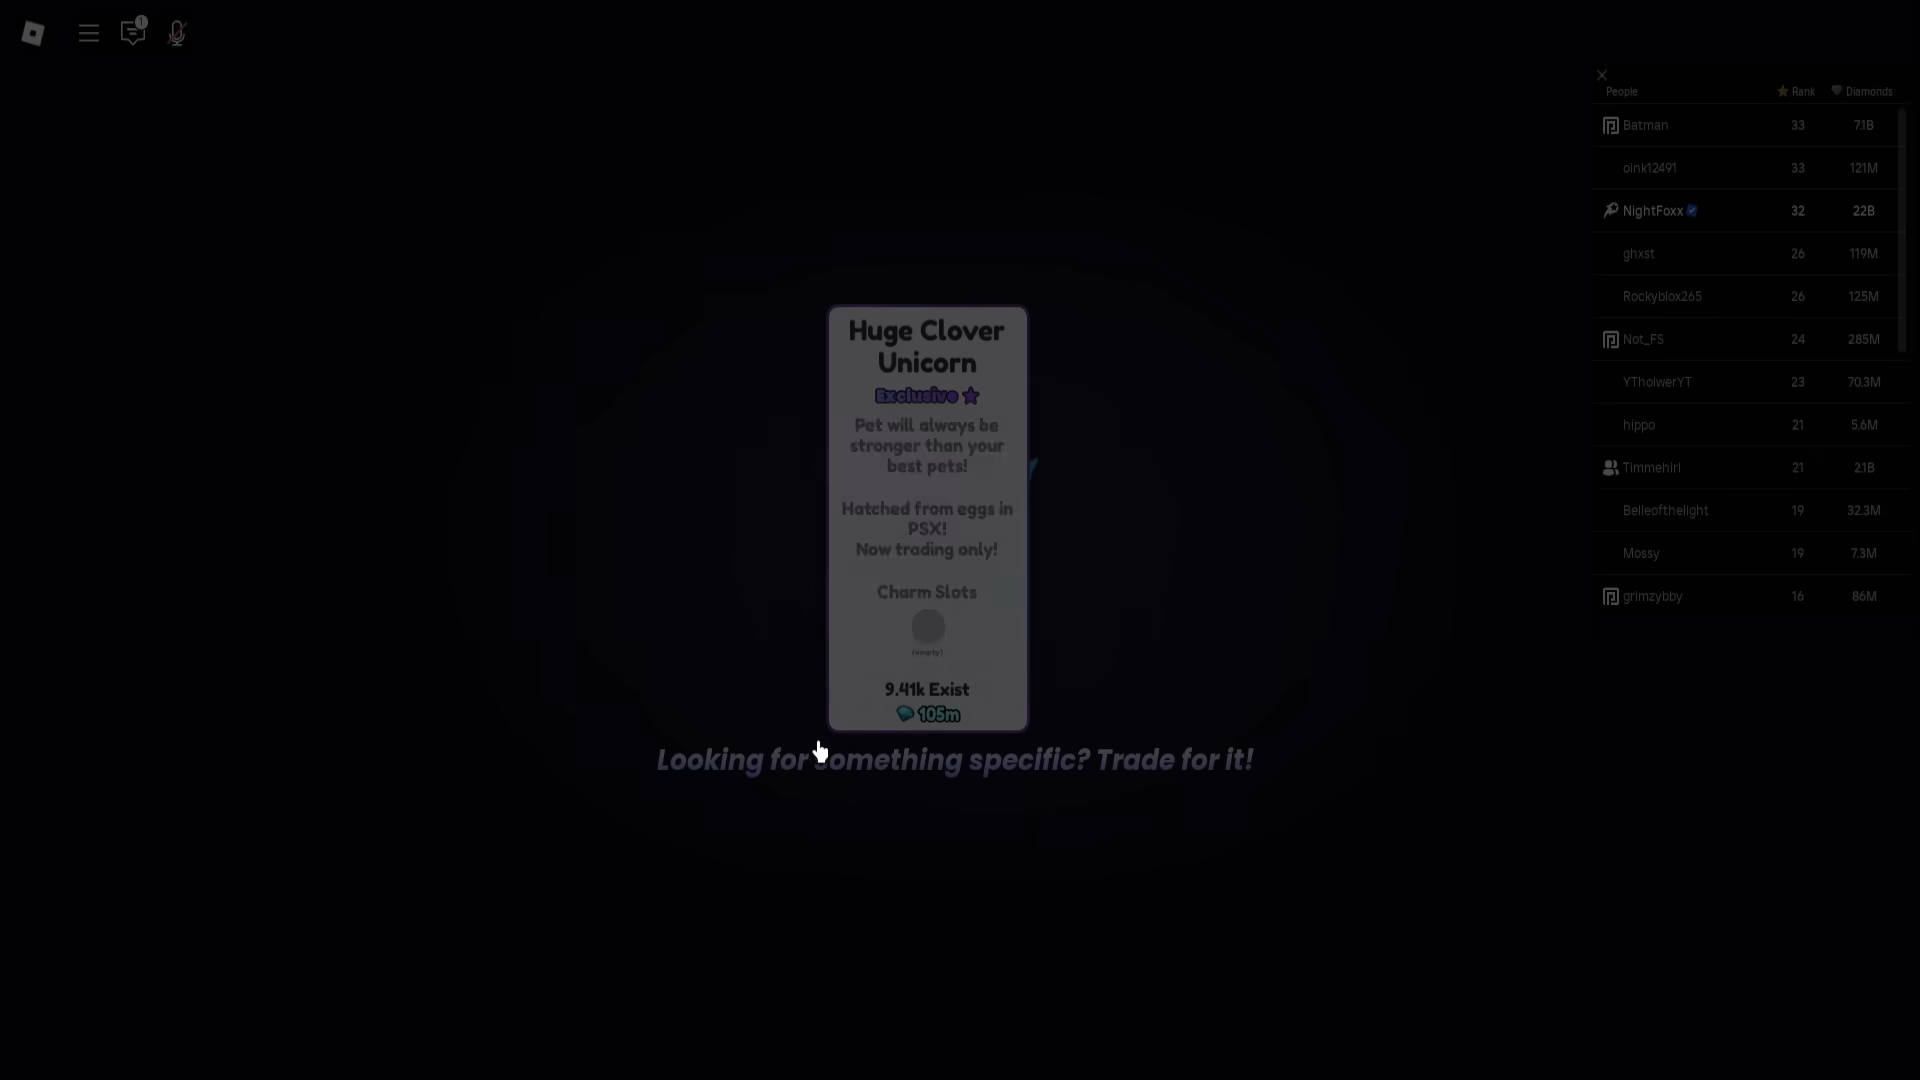 1
People Rank Diamonds
Batman 33 7.1B
oink12491 33 121M
NightFoxx 32 22B
ghxst 26 119M
Rockyblox265 26 125M
Not_FS 24 285M
YTholwerYT 23 70.3M
hippo 21 5.6M
Timmehirl 21 2.1B
Belleofthelight 19 32.3M
Mossy 19 7.3M
grimzybby 16 86M
Huge Clover
Unicorn
Exclusive
Pet will always be
stronger than your
best pets!
Hatched from eggs in
PSX!
Now trading only!
Charm Slots
(empty)
9.41k Exist
105m
Looking for something specific? Trade for it!